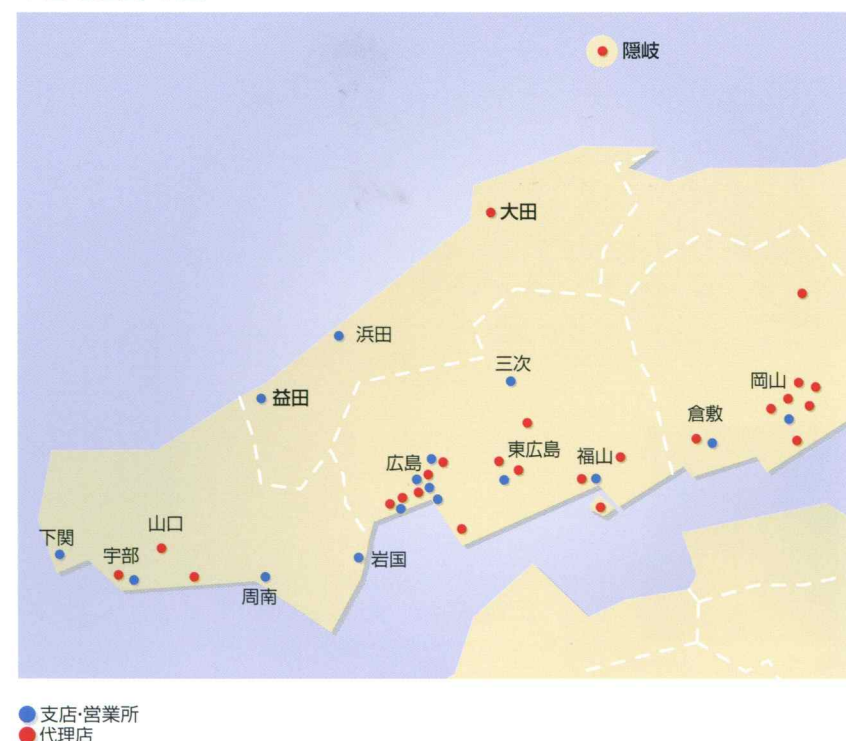 隠岐
大田
浜田
三次
益田
岡山
倉敷
広島
東広島
福山
山口
下関
宇部
岩国
周南
支店・営業所
代理店